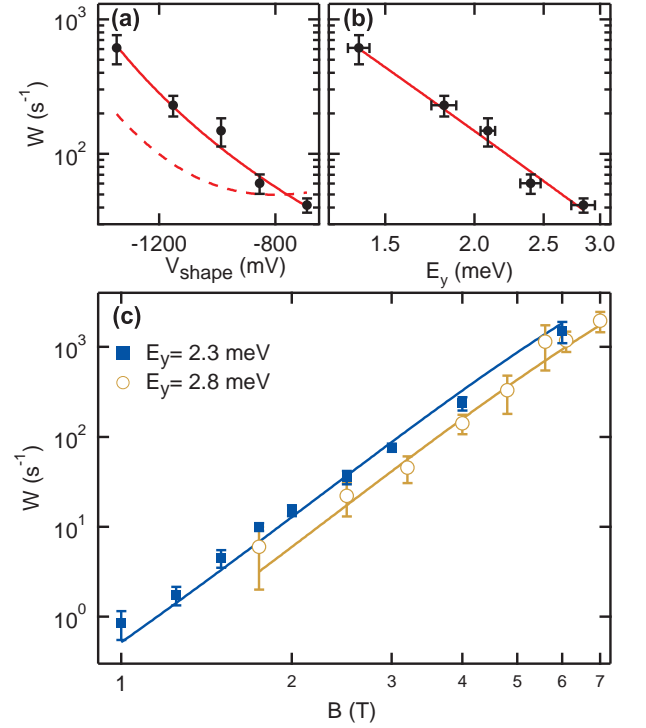 (a)
(b)
10³
10²
W (s⁻¹)
-1200
-800
V_shape (mV)
1.5
2.0
2.5
3.0
E_y (meV)
(c)
E_y= 2.3 meV
E_y= 2.8 meV
10³
10²
10¹
10⁰
W (s⁻¹)
1
2
3
4
5
6
7
B (T)